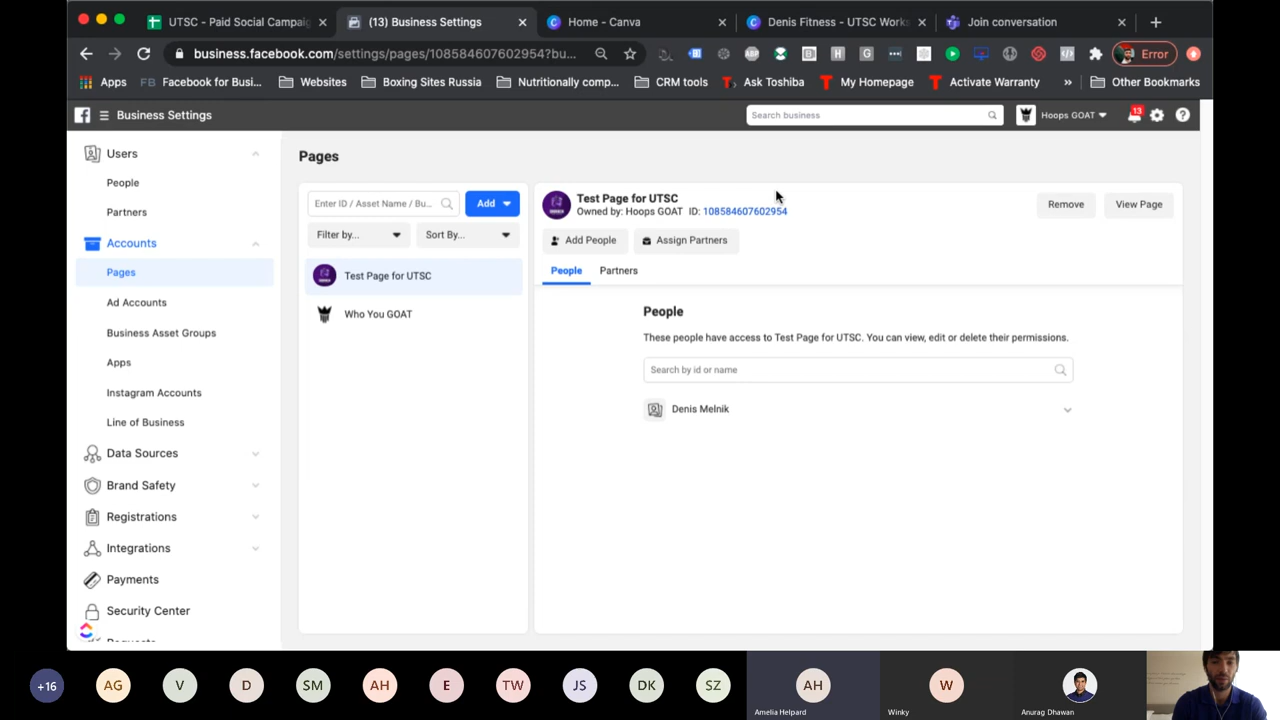 UTSC - Paid Social Campaig
(13) Business Settings
Home - Canva
Denis Fitness - UTSC Works
Join conversation
business.facebook.com/settings/pages/108584607602954?bu...
Error
Apps
FB Facebook for Busi...
Websites
Boxing Sites Russia
Nutritionally comp...
CRM tools
Ask Toshiba
My Homepage
Activate Warranty
»
Other Bookmarks
Business Settings
Search business
Hoops GOAT
13
Users
People
Partners
Accounts
Pages
Ad Accounts
Business Asset Groups
Apps
Instagram Accounts
Line of Business
Data Sources
Brand Safety
Registrations
Integrations
Payments
Security Center
Requests
Pages
Enter ID / Asset Name / Bu...
Add
Filter by...
Sort By...
Test Page for UTSC
Who You GOAT
Test Page for UTSC
Owned by: Hoops GOAT ID: 108584607602954
Remove
View Page
Add People
Assign Partners
People
Partners
People
These people have access to Test Page for UTSC. You can view, edit or delete their permissions.
Search by id or name
Denis Melnik
+16
AG
V
D
SM
AH
E
TW
JS
DK
SZ
AH
Amelia Helpard
W
Winky
Anurag Dhawan